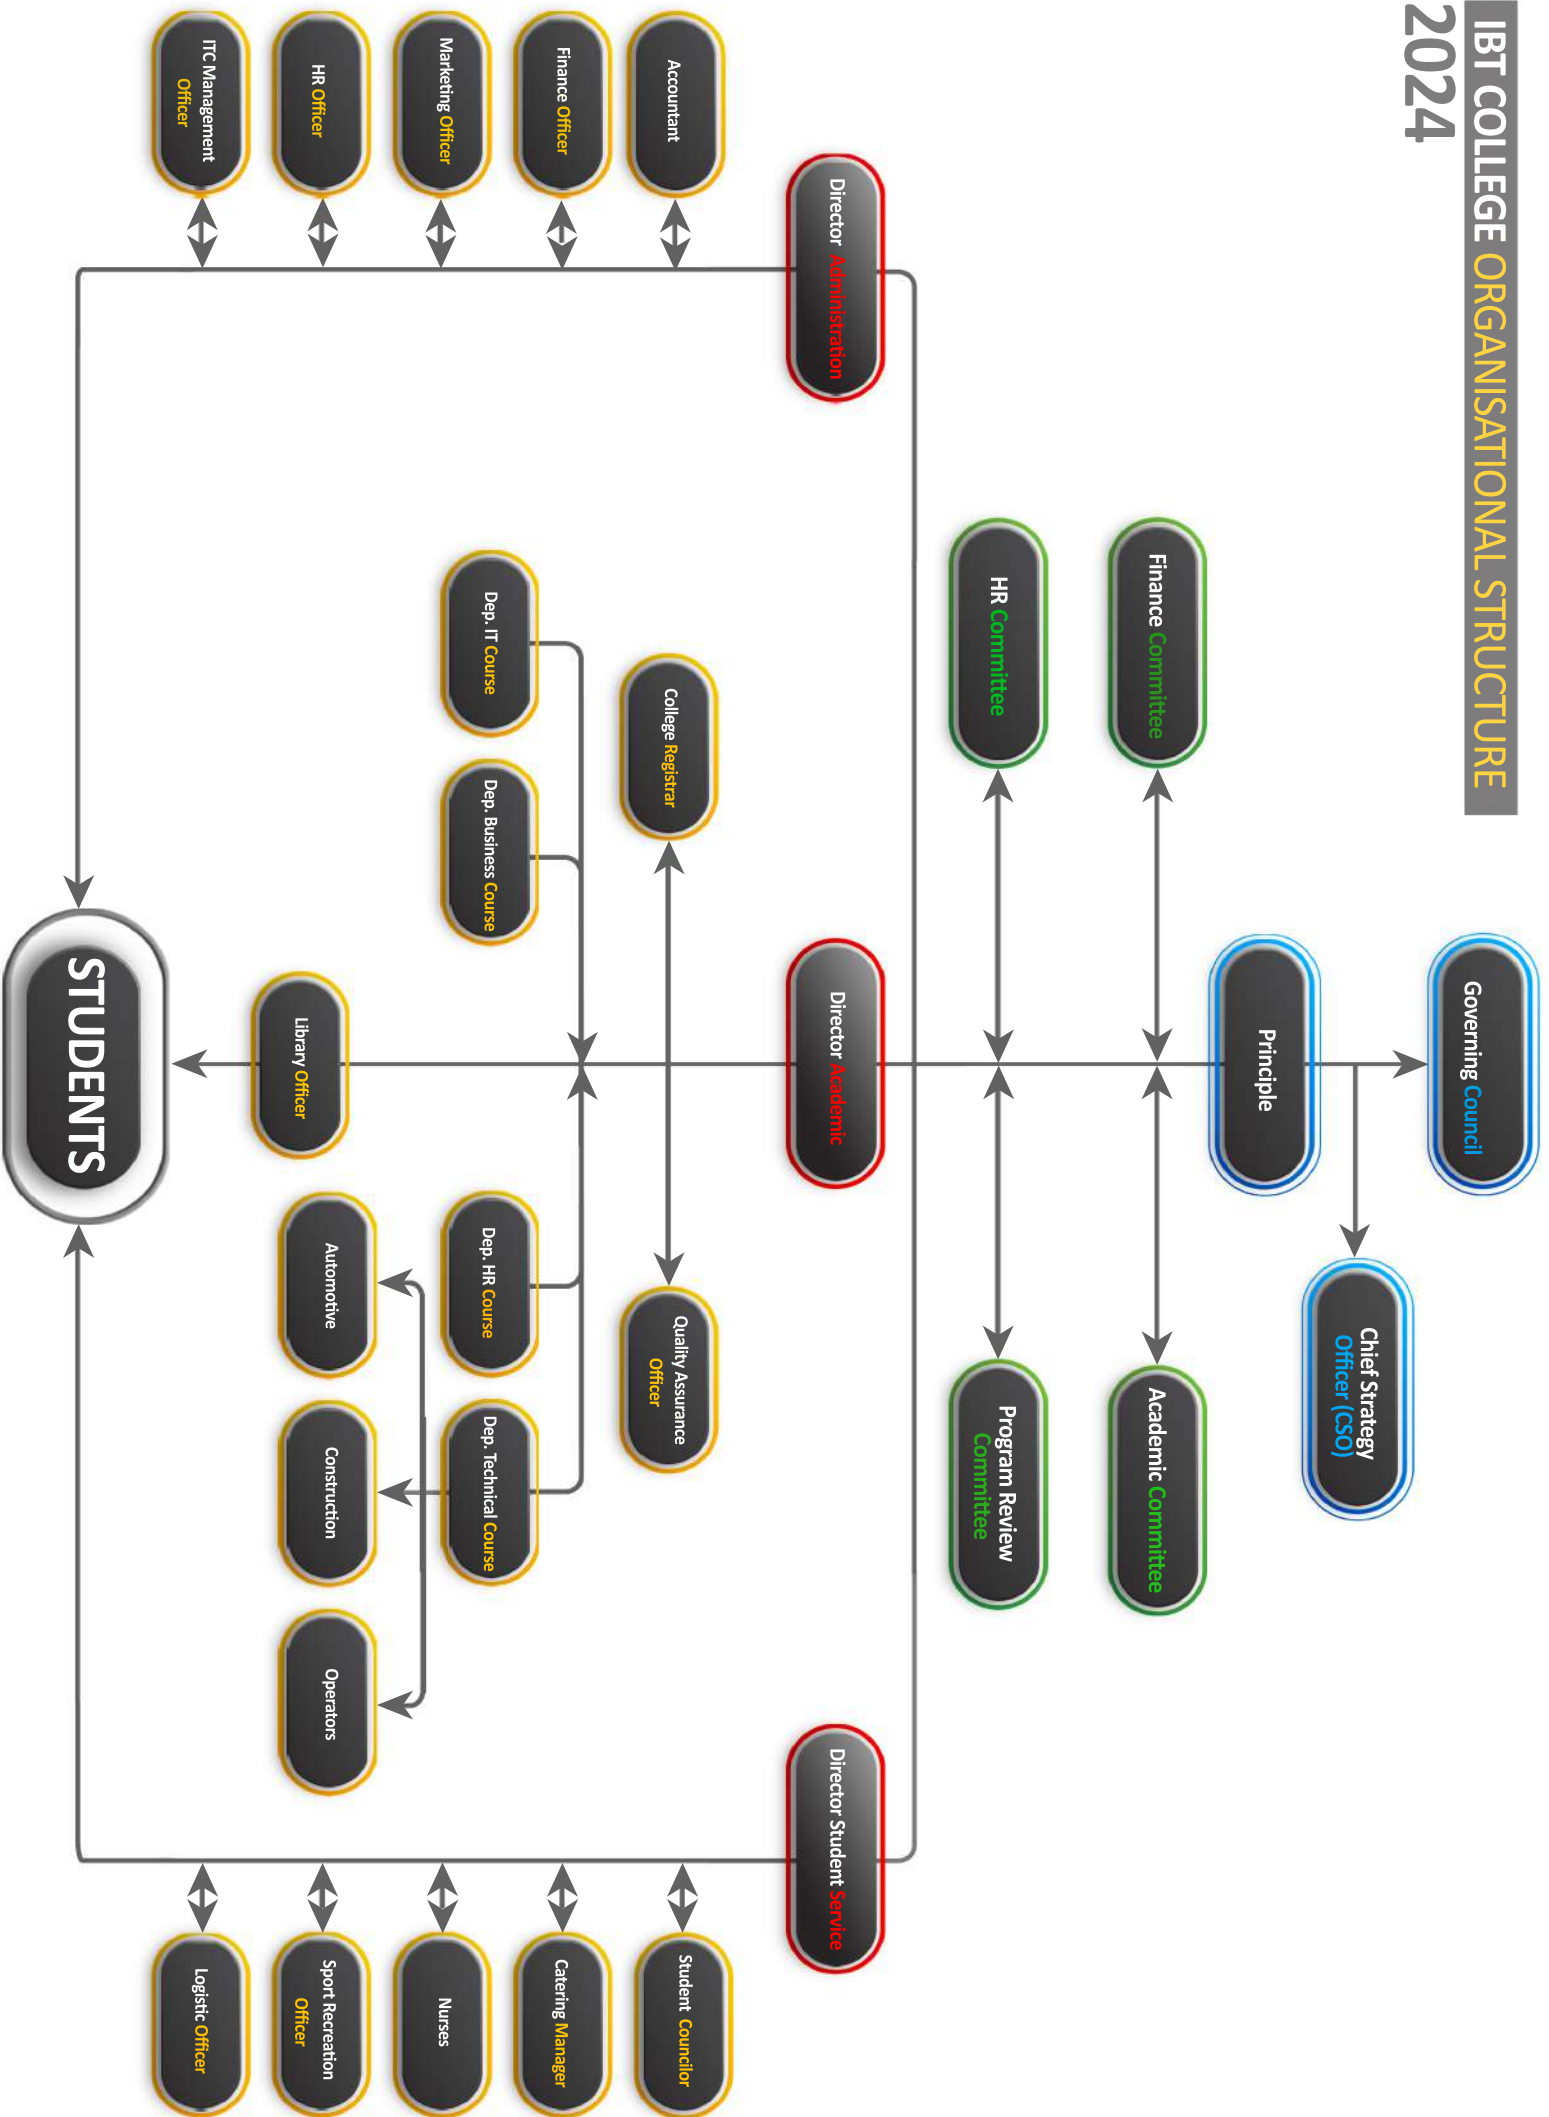 IBT COLLEGE ORGANISATIONAL STRUCTURE
2024
Governing Council
Chief Strategy
Officer (CSO)
Principle
Finance Committee
Academic Committee
HR Committee
Program Review
Committee
Director Administration
Director Academic
Director Student Service
Accountant
College Registrar
Quality Assurance
Officer
Student Councilor
Finance Officer
Catering Manager
Marketing Officer
Dep. IT Course
Dep. Business Course
Dep. HR Course
Dep. Technical Course
Nurses
HR Officer
Library Officer
Automotive
Construction
Operators
Sport Recreation
Officer
ITC Management
Officer
Logistic Officer
STUDENTS